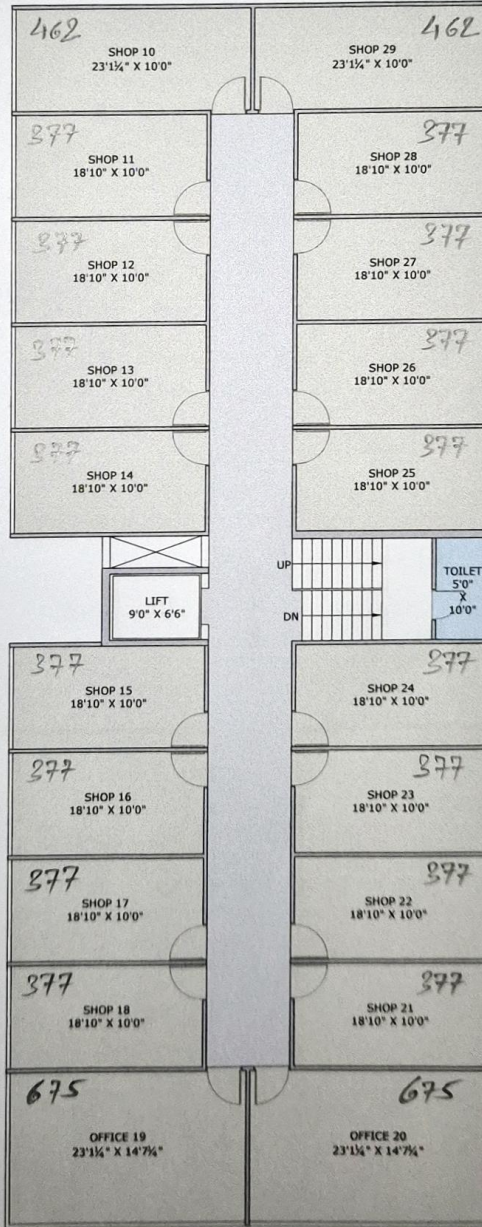 462
SHOP 10
23'1¼" X 10'0"
462
SHOP 29
23'1¼" X 10'0"
377
SHOP 11
18'10" X 10'0"
377
SHOP 28
18'10" X 10'0"
377
SHOP 12
18'10" X 10'0"
377
SHOP 27
18'10" X 10'0"
377
SHOP 13
18'10" X 10'0"
377
SHOP 26
18'10" X 10'0"
377
SHOP 14
18'10" X 10'0"
377
SHOP 25
18'10" X 10'0"
LIFT
9'0" X 6'6"
UP
DN
TOILET
5'0"
X
10'0"
377
SHOP 15
18'10" X 10'0"
377
SHOP 24
18'10" X 10'0"
377
SHOP 16
18'10" X 10'0"
377
SHOP 23
18'10" X 10'0"
377
SHOP 17
18'10" X 10'0"
377
SHOP 22
18'10" X 10'0"
377
SHOP 18
18'10" X 10'0"
377
SHOP 21
18'10" X 10'0"
675
OFFICE 19
23'1¼" X 14'7¼"
675
OFFICE 20
23'1¼" X 14'7¼"